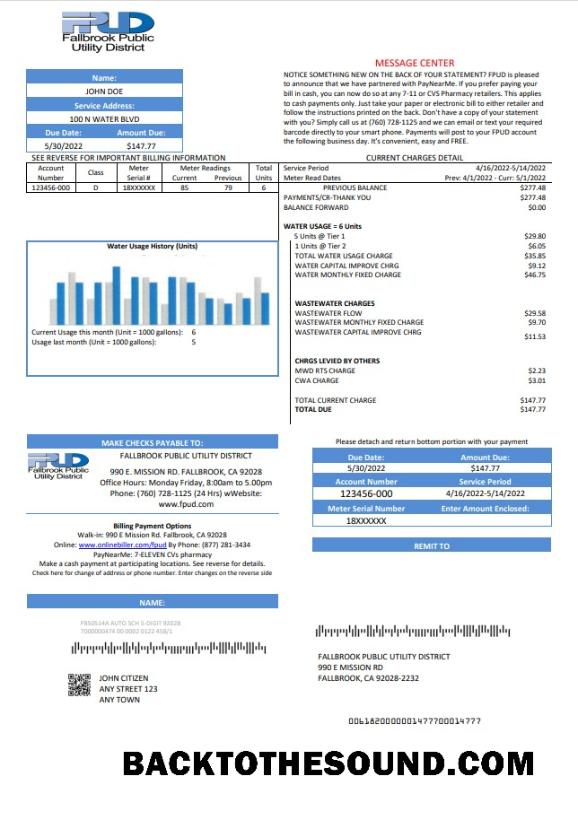 FPUD
Fallbrook Public
Utility District
Name:
JOHN DOE
Service Address:
100 N WATER BLVD
Due Date: Amount Due:
5/30/2022 $147.77
SEE REVERSE FOR IMPORTANT BILLING INFORMATION
Account Number Class Meter Serial # Meter Readings Current Previous Total Units
123456-000 D 18XXXXXX 85 79 6
MESSAGE CENTER
NOTICE SOMETHING NEW ON THE BACK OF YOUR STATEMENT? FPUD is pleased
to announce that we have partnered with PayNearMe. If you prefer paying your
bill in cash, you can now do so at any 7-11 or CVS Pharmacy retailers. This applies
to cash payments only. Just take your paper or electronic bill to either retailer and
follow the instructions printed on the back. Don't have a copy of your statement
with you? Simply call us at (760) 728-1125 and we can email or text your required
barcode directly to your smart phone. Payments will post to your FPUD account
the following business day. It's convenient, easy and FREE.
CURRENT CHARGES DETAIL
Service Period 4/16/2022-5/14/2022
Meter Read Dates Prev: 4/1/2022 - Curr: 5/1/2022
PREVIOUS BALANCE $277.48
PAYMENTS/CR-THANK YOU $277.48
BALANCE FORWARD $0.00
WATER USAGE = 6 Units
5 Units @ Tier 1 $29.80
1 Units @ Tier 2 $6.05
TOTAL WATER USAGE CHARGE $35.85
WATER CAPITAL IMPROVE CHRG $9.12
WATER MONTHLY FIXED CHARGE $46.75
WASTEWATER CHARGES
WASTEWATER FLOW $29.58
WASTEWATER MONTHLY FIXED CHARGE $9.70
WASTEWATER CAPITAL IMPROVE CHRG $11.53
CHRGS LEVIED BY OTHERS
MWD RTS CHARGE $2.23
CWA CHARGE $3.01
TOTAL CURRENT CHARGE $147.77
TOTAL DUE $147.77
Water Usage History (Units)
Current Usage this month (Unit = 1000 gallons): 6
Usage last month (Unit = 1000 gallons): 5
MAKE CHECKS PAYABLE TO:
FPUD
Fallbrook Public
Utility District
FALLBROOK PUBLIC UTILITY DISTRICT
990 E. MISSION RD. FALLBROOK, CA 92028
Office Hours: Monday Friday, 8:00am to 5.00pm
Phone: (760) 728-1125 (24 Hrs) wWebsite:
www.fpud.com
Billing Payment Options
Walk-in: 990 E Mission Rd. Fallbrook, CA 92028
Online: www.onlinebiller.com/fpud By Phone: (877) 281-3434
PayNearMe: 7-ELEVEN CVs pharmacy
Make a cash payment at participating locations. See reverse for details.
Check here for change of address or phone number. Enter changes on the reverse side
Please detach and return bottom portion with your payment
Due Date: Amount Due:
5/30/2022 $147.77
Account Number Service Period
123456-000 4/16/2022-5/14/2022
Meter Serial Number Enter Amount Enclosed:
18XXXXXX
REMIT TO
NAME:
FB50514A AUTO SCH 5-DIGIT 92028
7000000474 00 0002 0122 458/1
JOHN CITIZEN
ANY STREET 123
ANY TOWN
FALLBROOK PUBLIC UTILITY DISTRICT
990 E MISSION RD
FALLBROOK, CA 92028-2232
BACKTOTHESOUND.COM